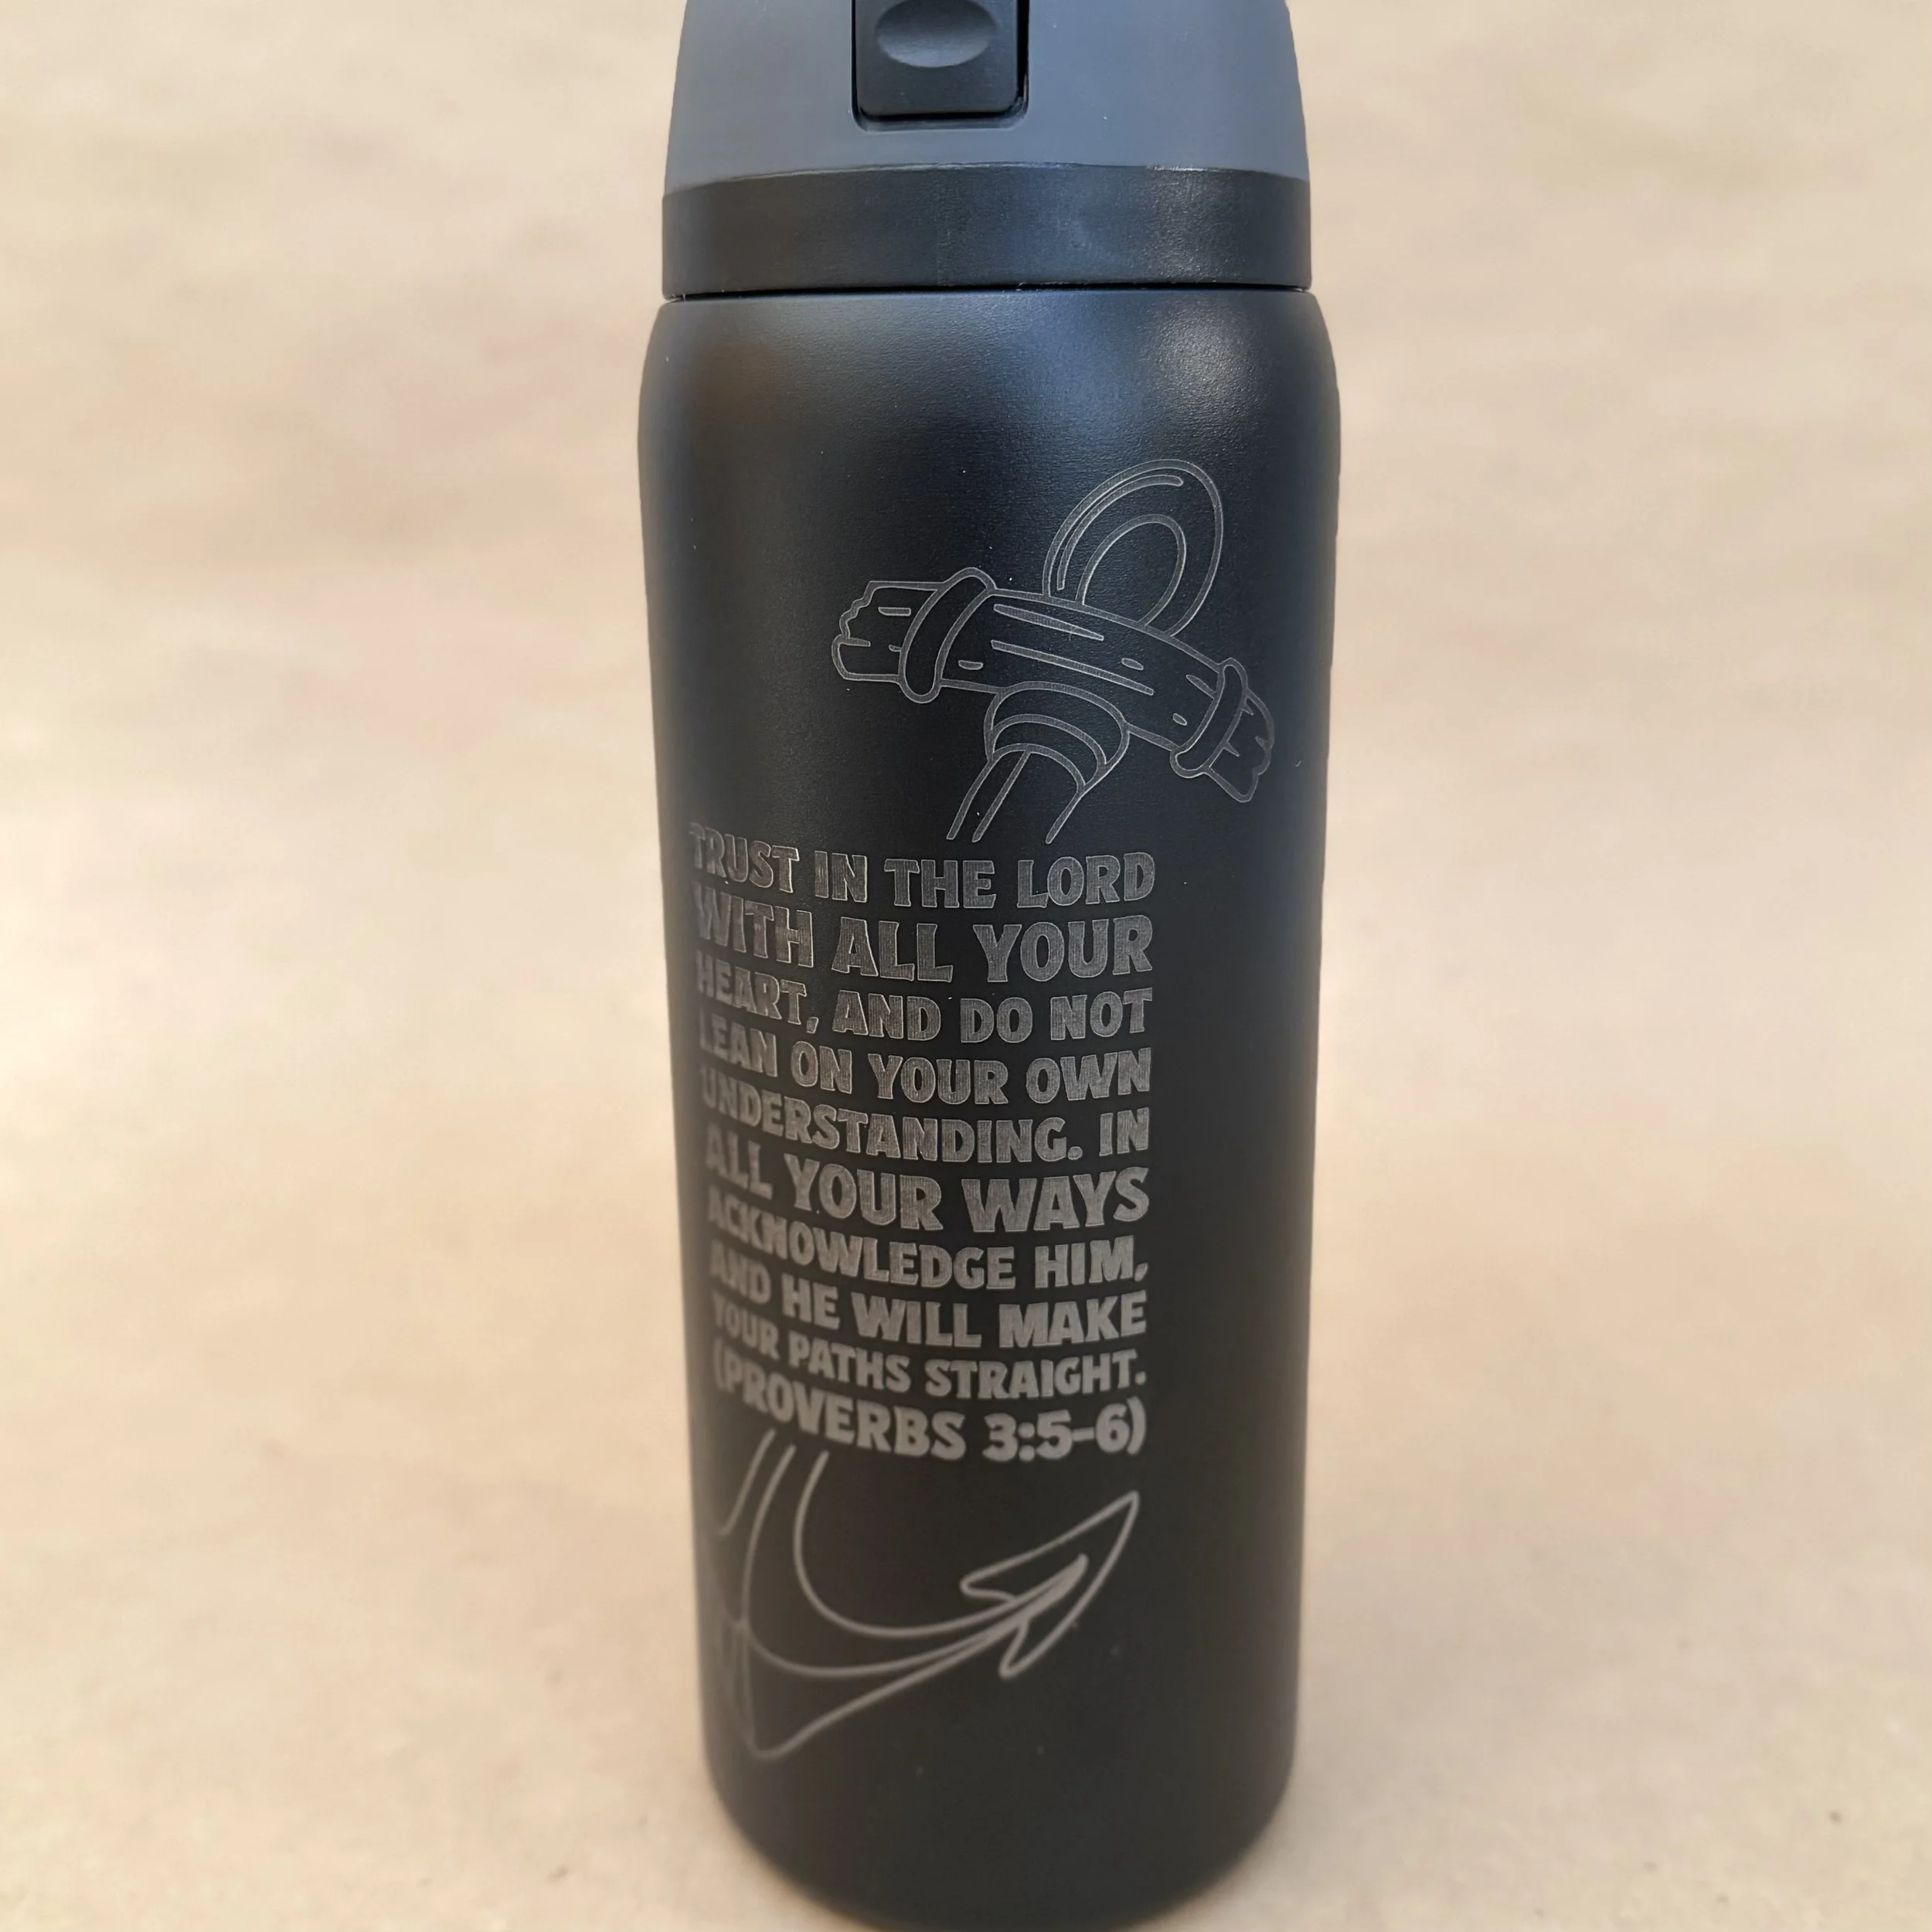 TRUST IN THE LORD
WITH ALL YOUR
HEART, AND DO NOT
LEAN ON YOUR OWN
UNDERSTANDING. IN
ALL YOUR WAYS
ACKNOWLEDGE HIM,
AND HE WILL MAKE
YOUR PATHS STRAIGHT.
(PROVERBS 3:5-6)